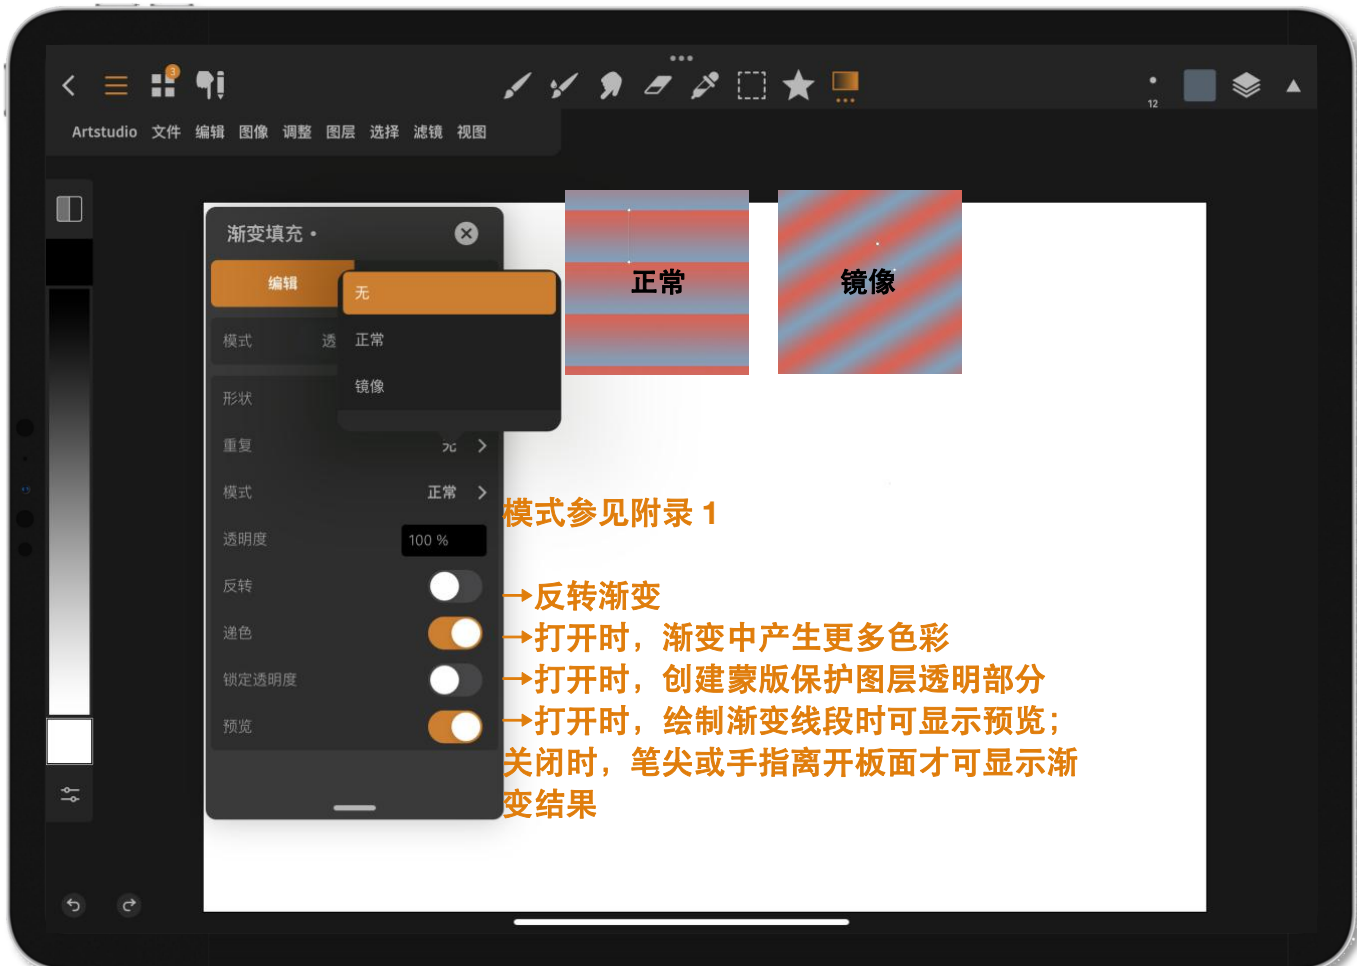 3
12
Artstudio 文件 编辑 图像 调整 图层 选择 滤镜 视图
渐变填充 •
编辑
无
正常
镜像
正常
镜像
模式 透
形状
重复
模式 正常
模式参见附录 1
透明度 100 %
反转
→反转渐变
递色
→打开时，渐变中产生更多色彩
锁定透明度
→打开时，创建蒙版保护图层透明部分
预览
→打开时，绘制渐变线段时可显示预览；
关闭时，笔尖或手指离开板面才可显示渐
变结果